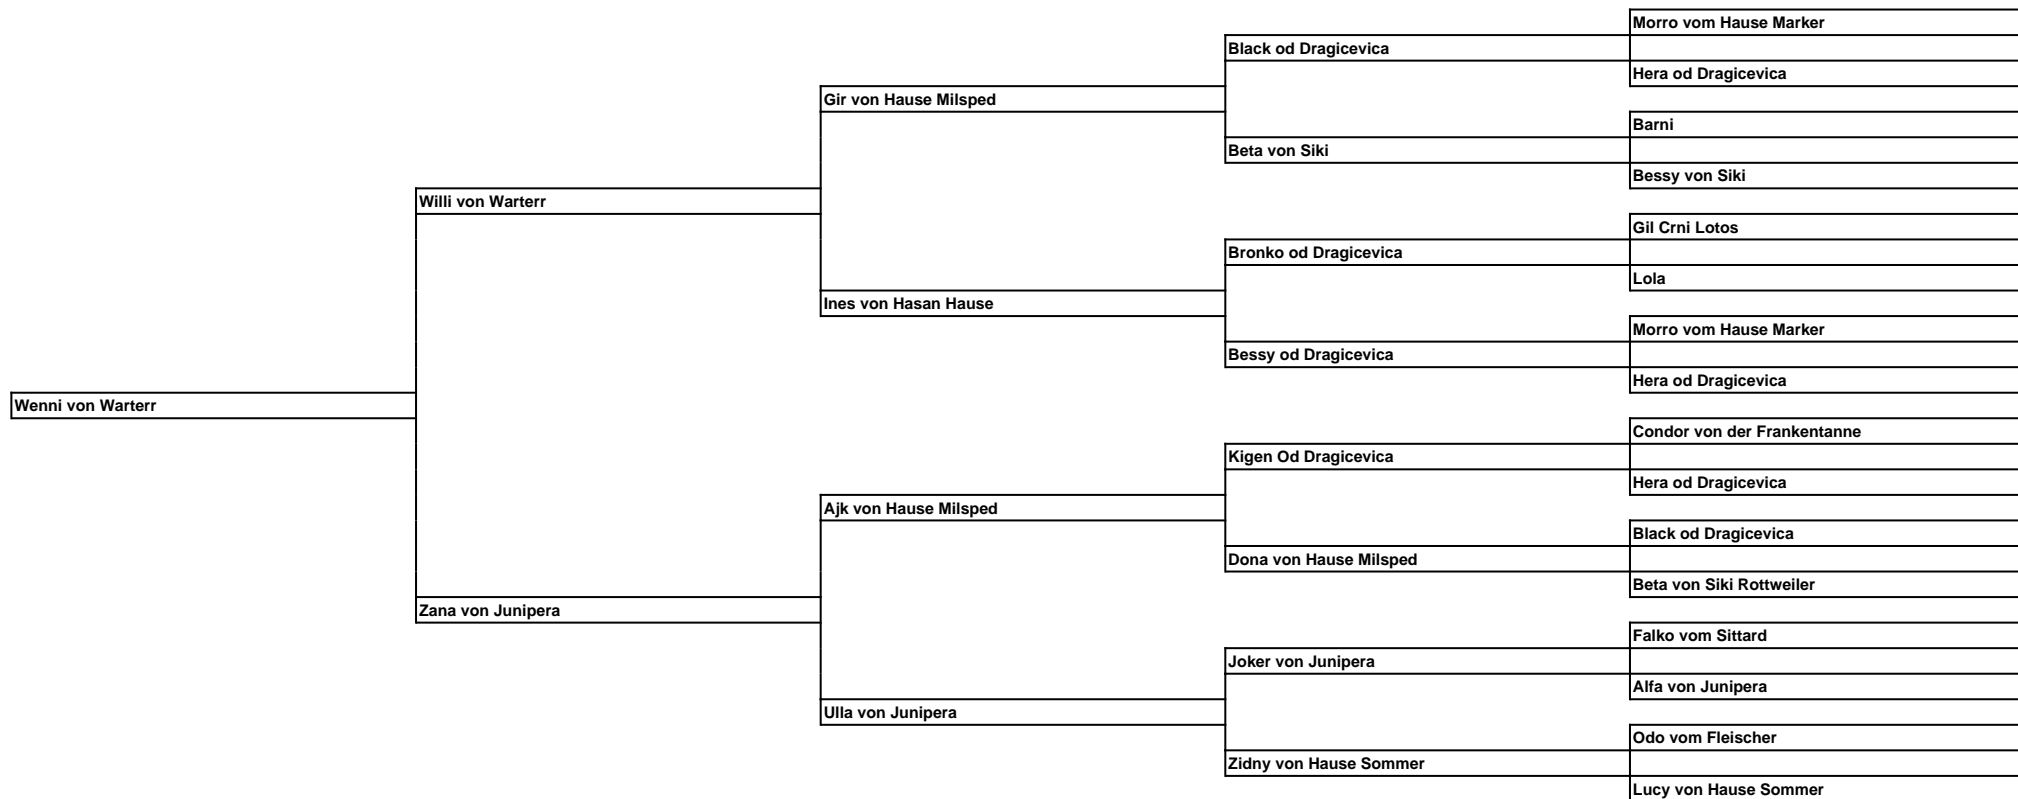 Morro vom Hause Marker
Black od Dragicevica
Hera od Dragicevica
Gir von Hause Milsped
Barni
Beta von Siki
Bessy von Siki
Willi von Warterr
Gil Crni Lotos
Bronko od Dragicevica
Lola
Ines von Hasan Hause
Morro vom Hause Marker
Bessy od Dragicevica
Hera od Dragicevica
Wenni von Warterr
Condor von der Frankentanne
Kigen Od Dragicevica
Hera od Dragicevica
Ajk von Hause Milsped
Black od Dragicevica
Dona von Hause Milsped
Beta von Siki Rottweiler
Zana von Junipera
Falko vom Sittard
Joker von Junipera
Alfa von Junipera
Ulla von Junipera
Odo vom Fleischer
Zidny von Hause Sommer
Lucy von Hause Sommer